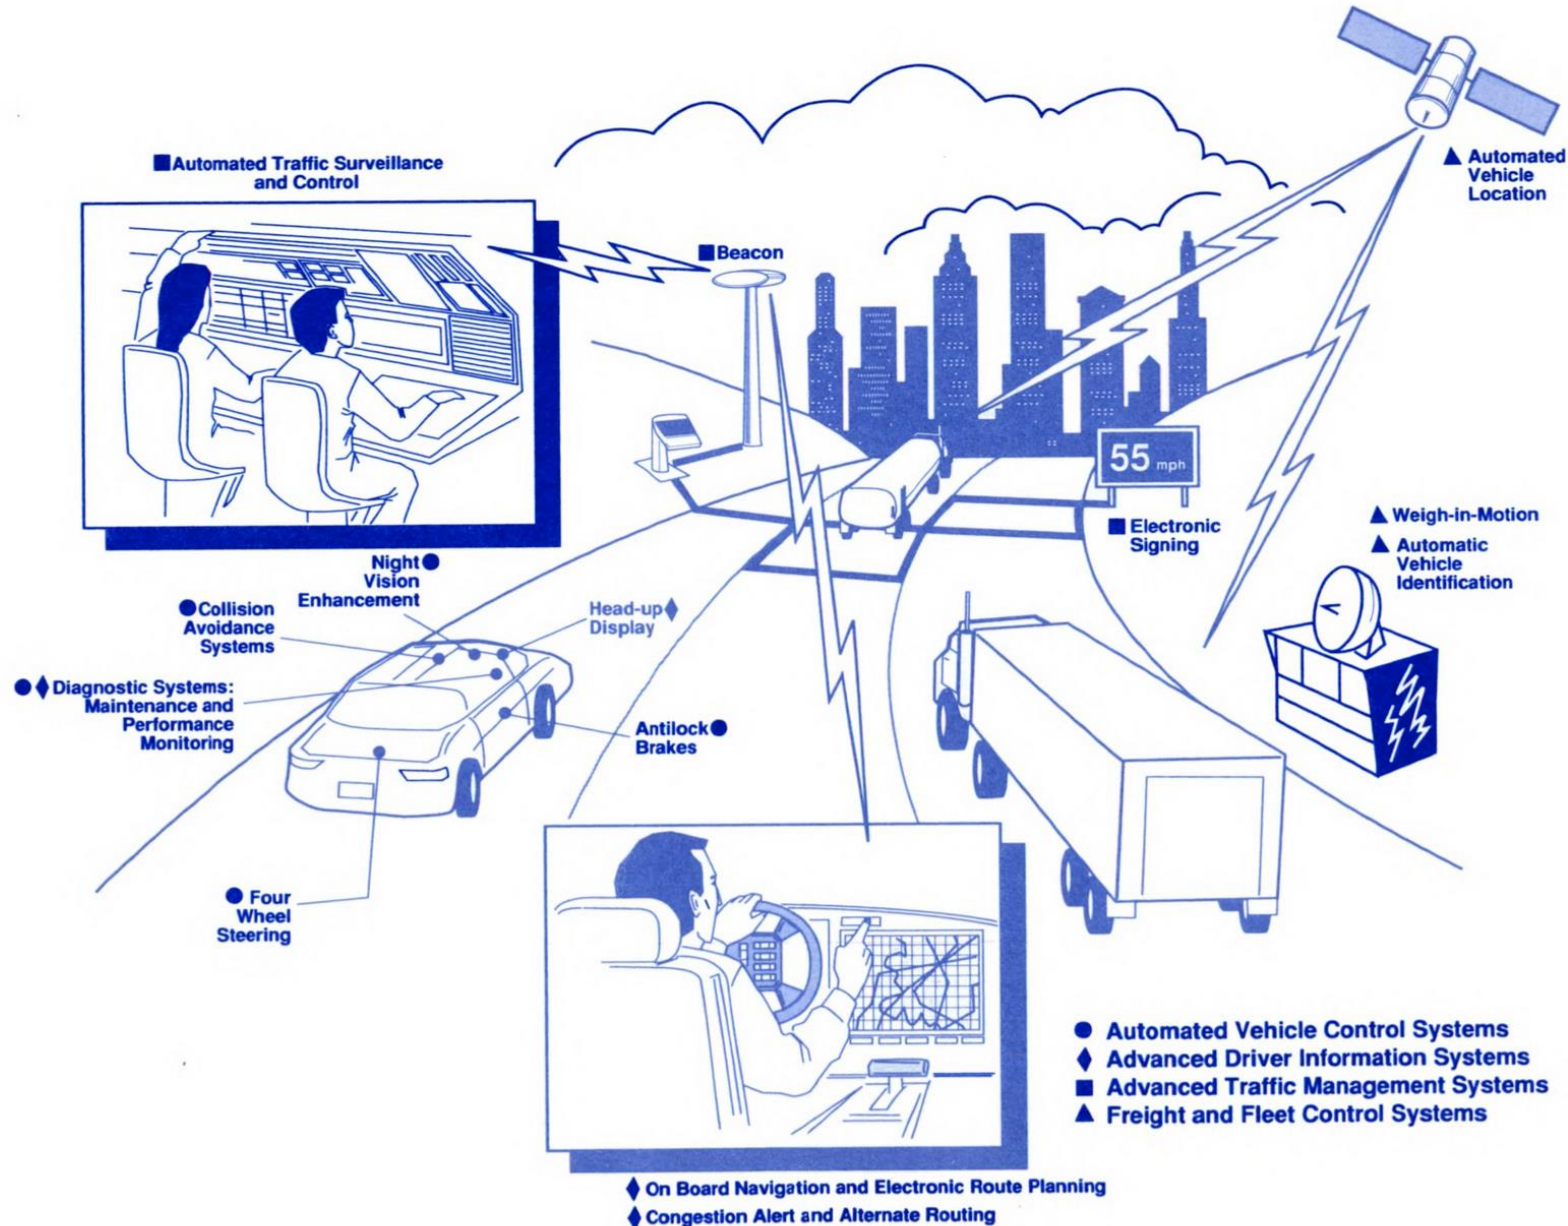 ■ Automated Traffic Surveillance
and Control
■ Beacon
▲ Automated
Vehicle
Location
55 mph
■ Electronic
Signing
▲ Weigh-in-Motion
▲ Automatic
Vehicle
Identification
Night ●
Vision
Enhancement
● Collision
Avoidance
Systems
Head-up ♦
Display
● ♦ Diagnostic Systems:
Maintenance and
Performance
Monitoring
Antilock ●
Brakes
● Four
Wheel
Steering
● Automated Vehicle Control Systems
♦ Advanced Driver Information Systems
■ Advanced Traffic Management Systems
▲ Freight and Fleet Control Systems
♦ On Board Navigation and Electronic Route Planning
♦ Congestion Alert and Alternate Routing